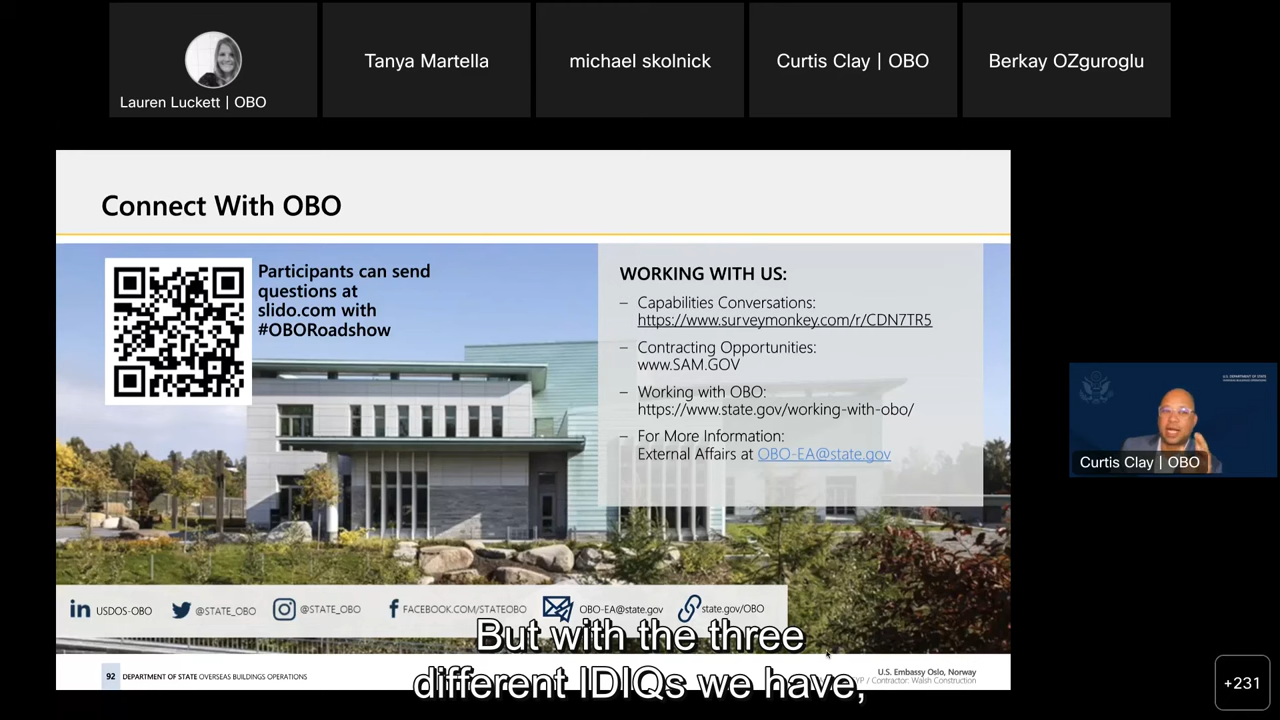 Lauren Luckett | OBO
Tanya Martella
michael skolnick
Curtis Clay | OBO
Berkay OZguroglu
Connect With OBO
Participants can send
questions at
slido.com with
#OBORoadshow
WORKING WITH US:
– Capabilities Conversations:
https://www.surveymonkey.com/r/CDN7TR5
– Contracting Opportunities:
www.SAM.GOV
– Working with OBO:
https://www.state.gov/working-with-obo/
– For More Information:
External Affairs at OBO-EA@state.gov
Curtis Clay | OBO
USDOS-OBO
@STATE_OBO
@STATE_OBO
FACEBOOK.COM/STATEOBO
OBO-EA@state.gov
state.gov/OBO
But with the three
different IDIQs we have,
92 DEPARTMENT OF STATE OVERSEAS BUILDINGS OPERATIONS
U.S. Embassy Oslo, Norway
/ Contractor: Walsh Construction
+231